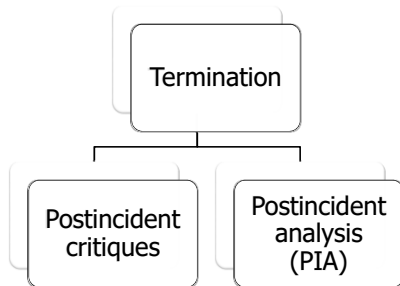 Termination
Postincident
critiques
Postincident
analysis
(PIA)